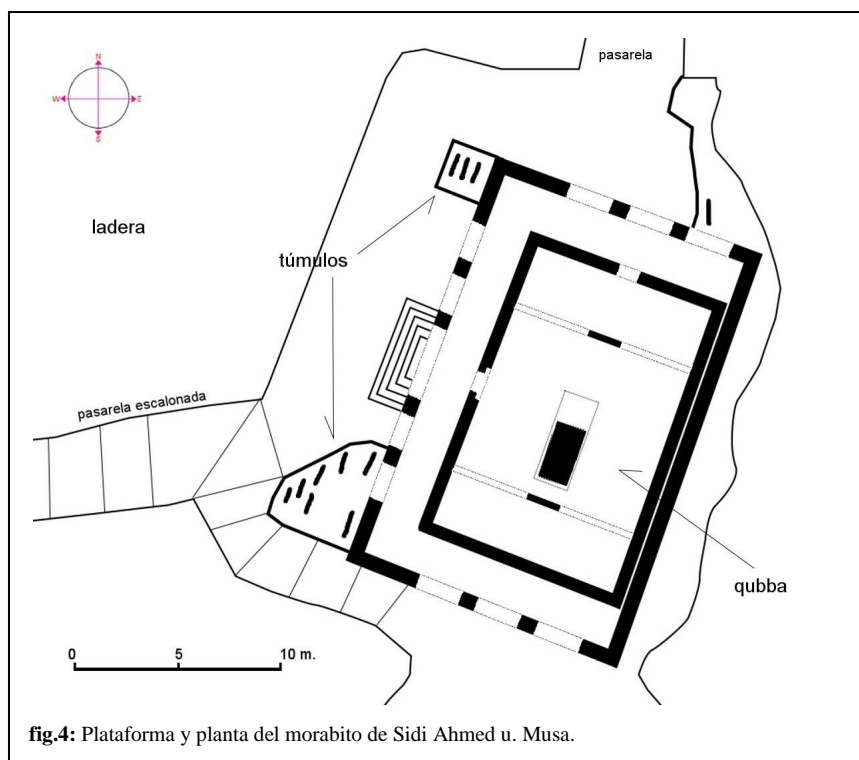 pasarela
N
W E
S
ladera
túmulos
pasarela escalonada
qubba
0 5 10 m.
fig.4: Plataforma y planta del morabito de Sidi Ahmed u. Musa.